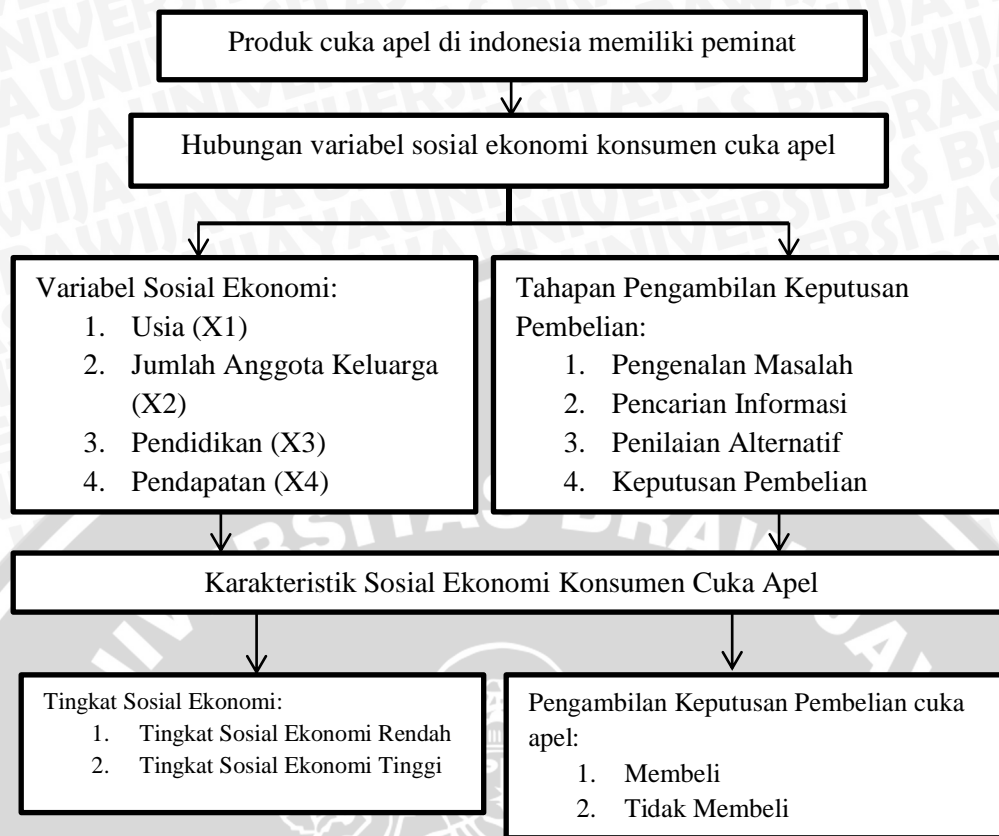 Produk cuka apel di indonesia memiliki peminat
Hubungan variabel sosial ekonomi konsumen cuka apel
Variabel Sosial Ekonomi:
1. Usia (X1)
2. Jumlah Anggota Keluarga
(X2)
3. Pendidikan (X3)
4. Pendapatan (X4)
Tahapan Pengambilan Keputusan
Pembelian:
1. Pengenalan Masalah
2. Pencarian Informasi
3. Penilaian Alternatif
4. Keputusan Pembelian
Karakteristik Sosial Ekonomi Konsumen Cuka Apel
Tingkat Sosial Ekonomi:
1. Tingkat Sosial Ekonomi Rendah
2. Tingkat Sosial Ekonomi Tinggi
Pengambilan Keputusan Pembelian cuka
apel:
1. Membeli
2. Tidak Membeli